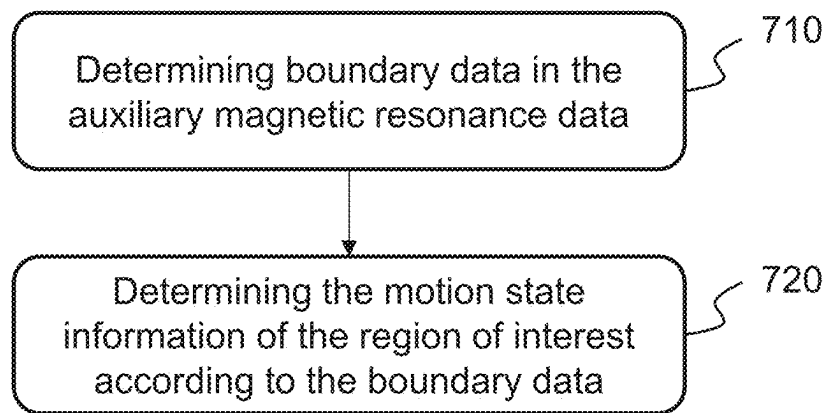 710
Determining boundary data in the
auxiliary magnetic resonance data
720
Determining the motion state
information of the region of interest
according to the boundary data